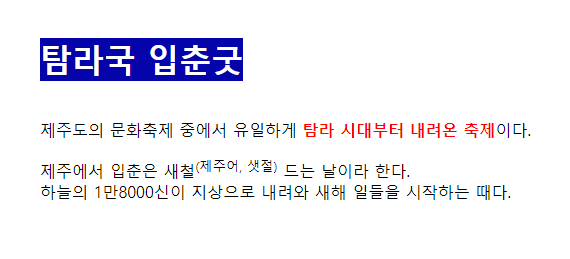 탐라국 입춘굿
제주도의 문화축제 중에서 유일하게 탐라 시대부터 내려온 축제이다.
제주에서 입춘은 새철(제주어, 샛절) 드는 날이라 한다.
하늘의 1만8000신이 지상으로 내려와 새해 일들을 시작하는 때다.